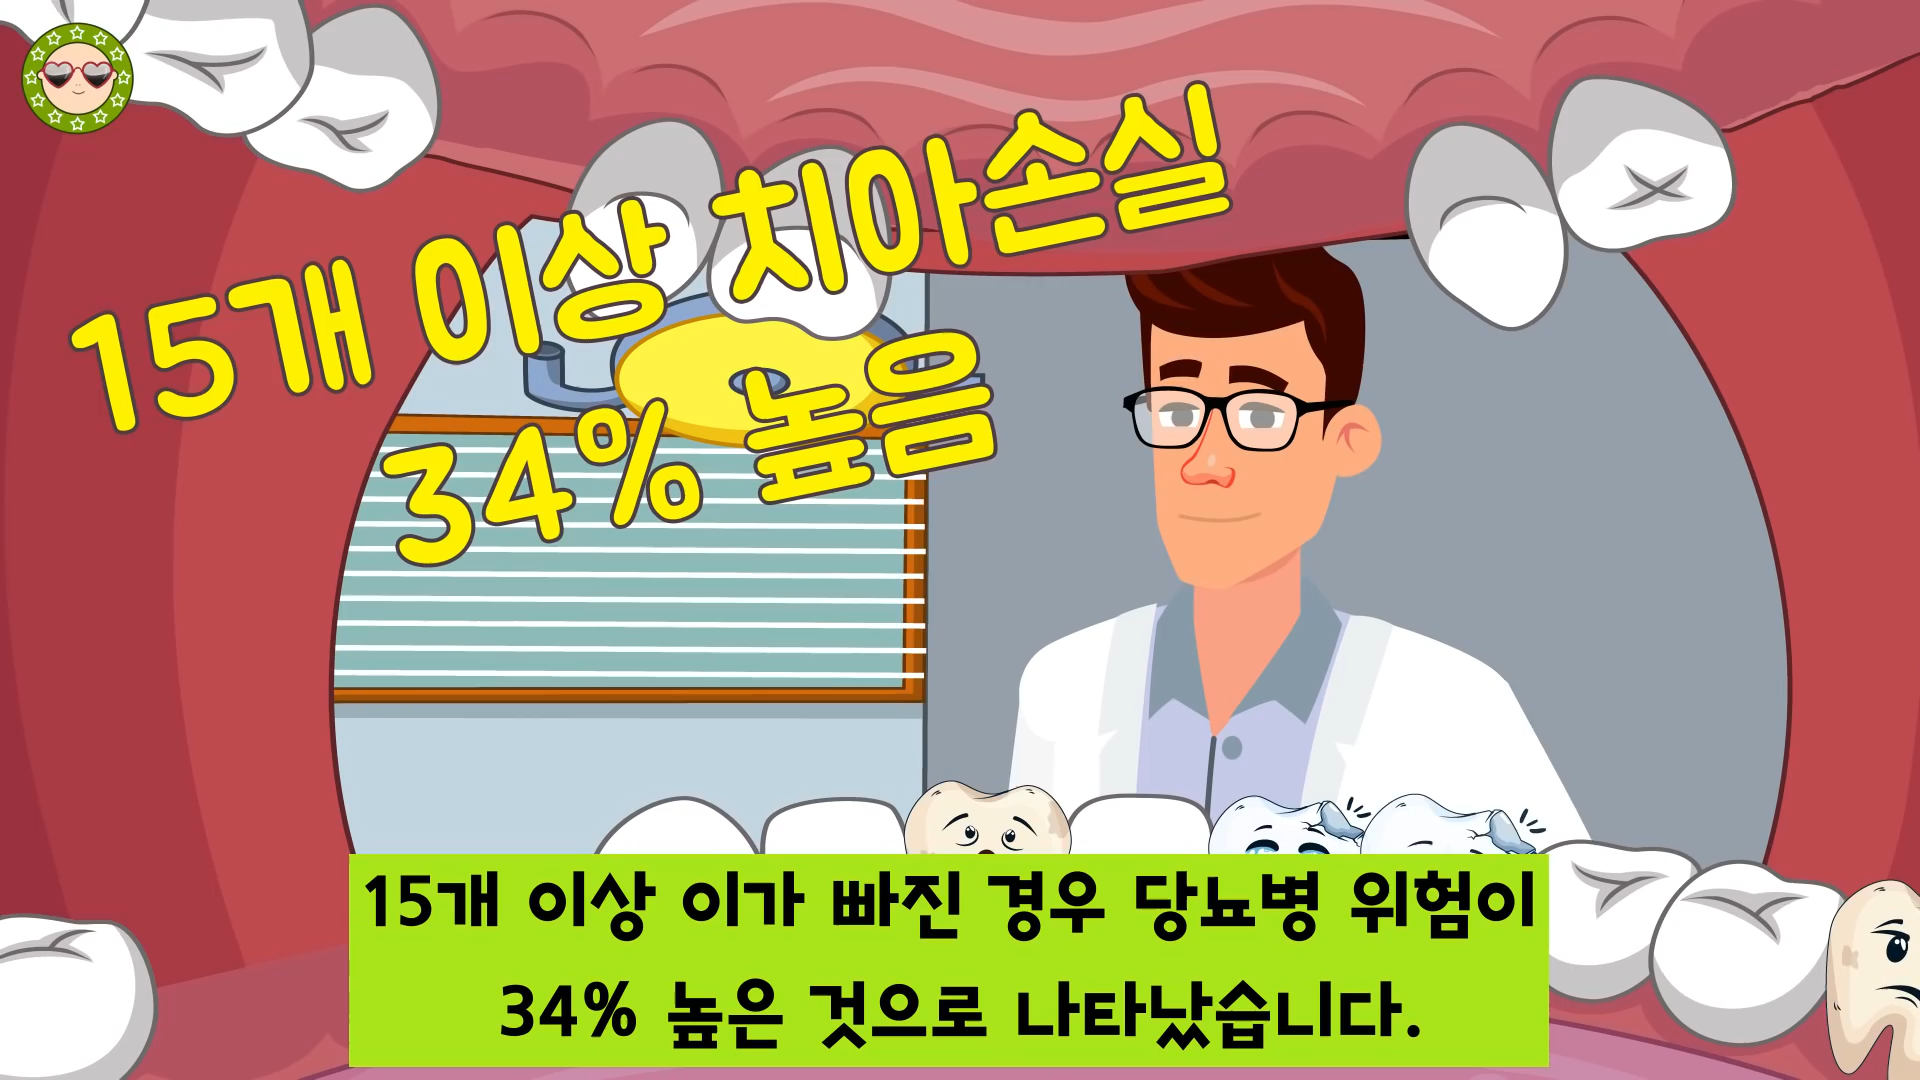 15개 이상 치아손실
34% 높음
15개 이상 이가 빠진 경우 당뇨병 위험이
34% 높은 것으로 나타났습니다.